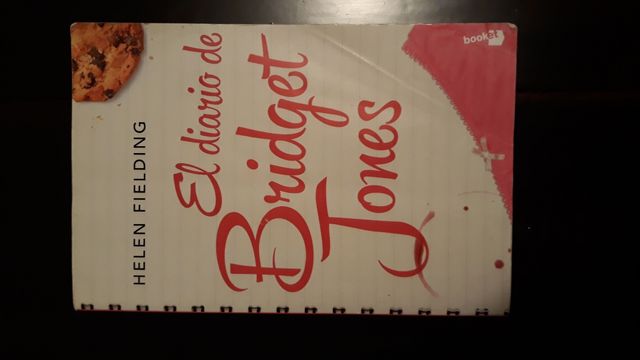 HELEN FIELDING
El diario de
Bridget
Jones
booket